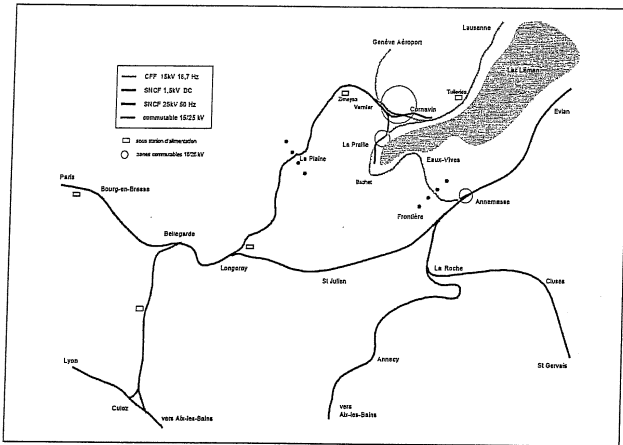 Lausanne
Genève Aéroport
CFF 15kV 16,7 Hz
SNCF 1,5kV DC
SNCF 25kV 50 Hz
commutable 15/25 kV
sous station d'alimentation
zones commutables 15/25 kV
Lac Léman
Zimeysa
Vernier
Cornavin
Tuileries
Evian
La Praille
La Plaine
Eaux-Vives
Bachet
Paris
Bourg-en-Bresse
Annemasse
Frontière
Bellegarde
Longeray
La Roche
St Julien
Cluses
Lyon
Annecy
St Gervais
Culoz
vers Aix-les-Bains
vers
Aix-les-Bains